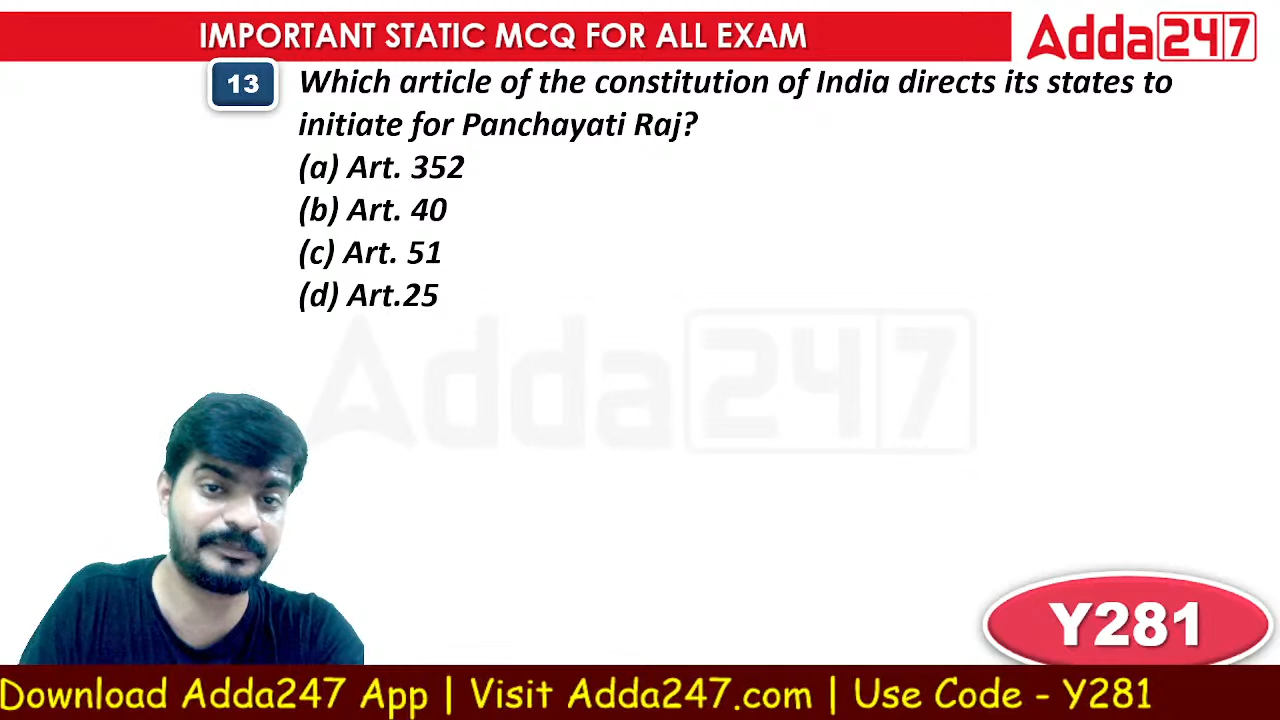 IMPORTANT STATIC MCQ FOR ALL EXAM
Adda247
13
Which article of the constitution of India directs its states to
initiate for Panchayati Raj?
(a) Art. 352
(b) Art. 40
(c) Art. 51
(d) Art.25
Adda247
Y281
Download Adda247 App | Visit Adda247.com | Use Code - Y281